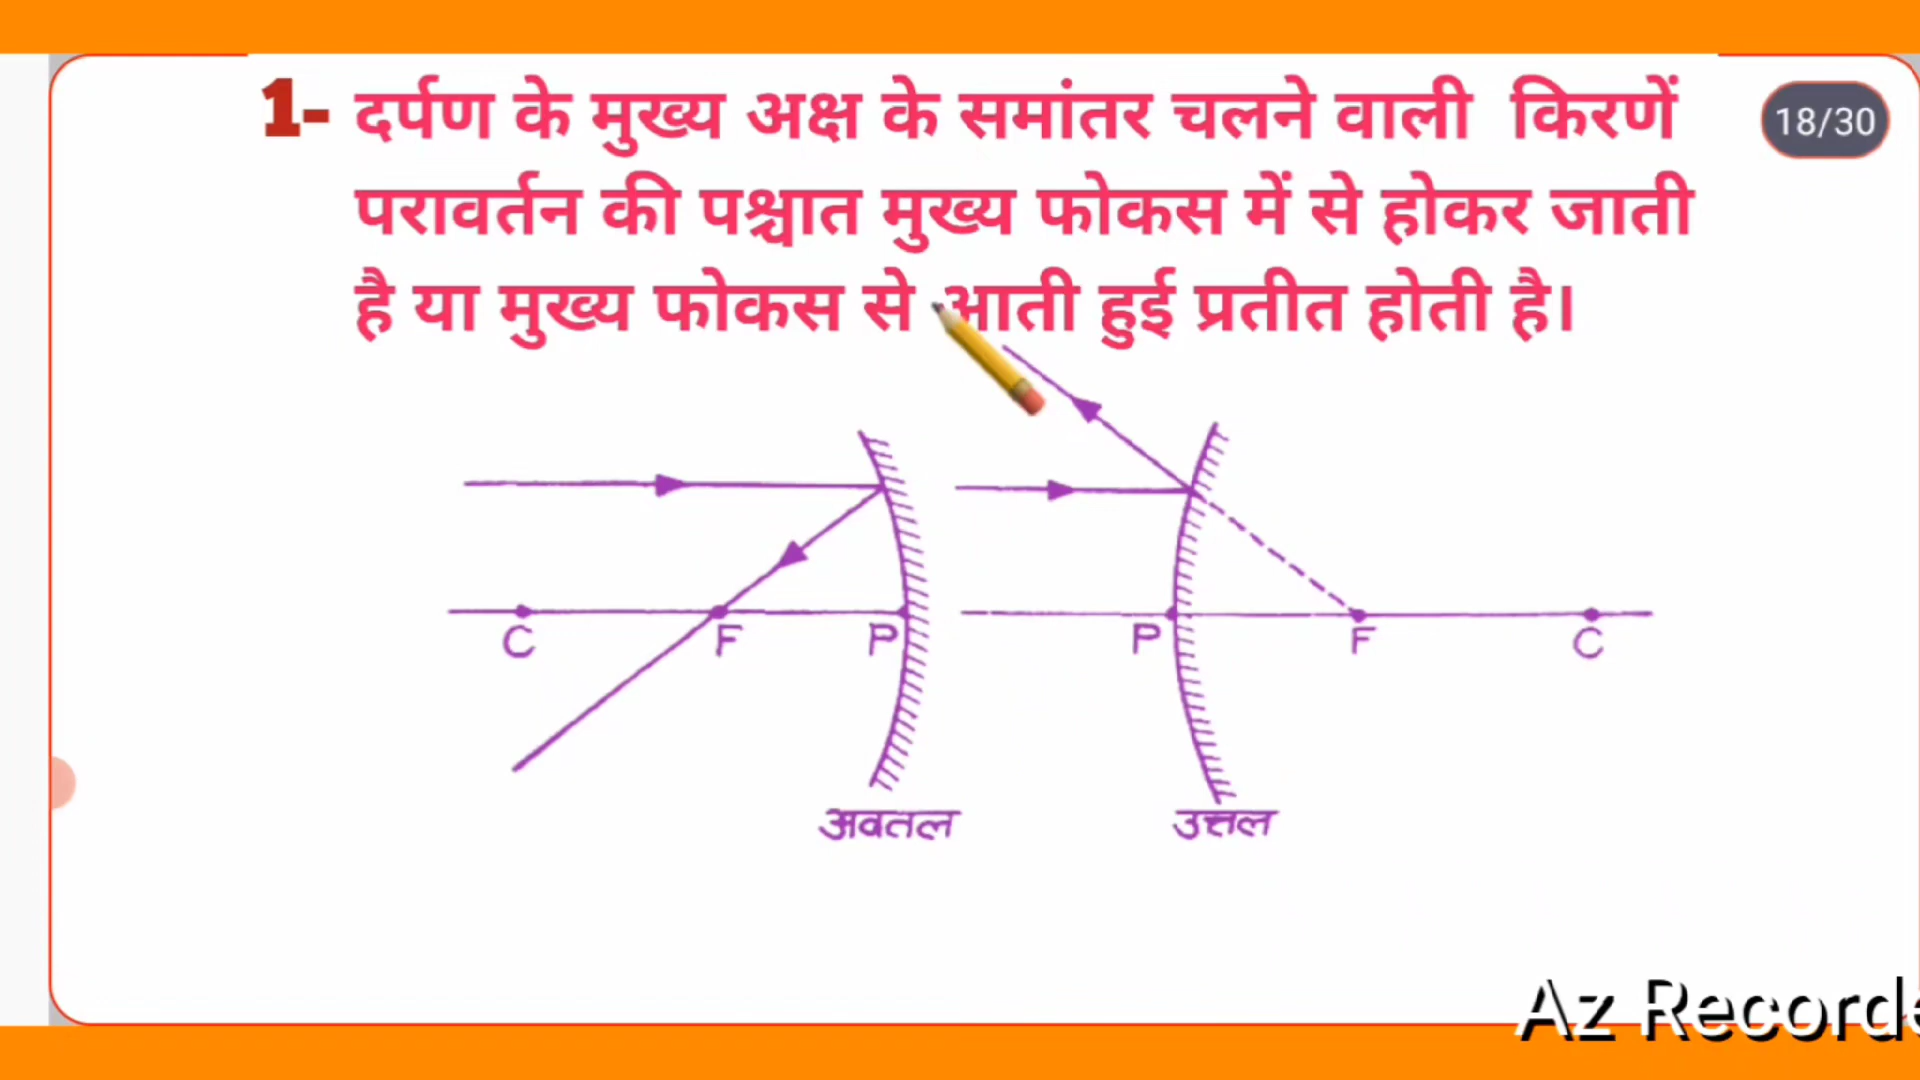 1- दर्पण के मुख्य अक्ष के समांतर चलने वाली किरणें
18/30
परावर्तन की पश्चात मुख्य फोकस में से होकर जाती
है या मुख्य फोकस से आती हुई प्रतीत होती है।
C F P P F C
अवतल उत्तल
Az Recorde